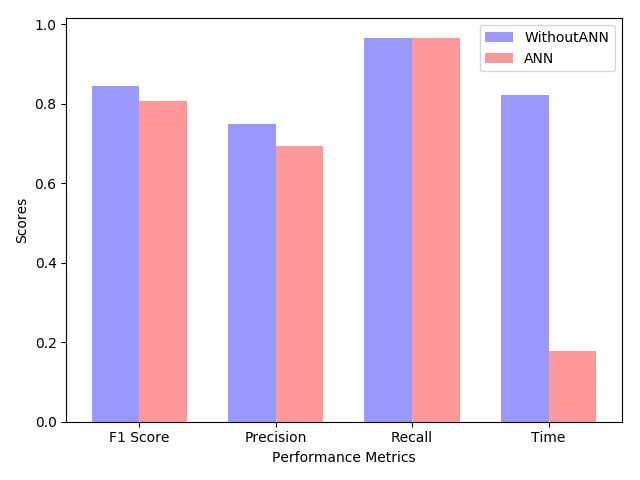 WithoutANN
ANN
1.0
0.8
0.6
0.4
0.2
0.0
Scores
F1 Score Precision Recall Time
Performance Metrics